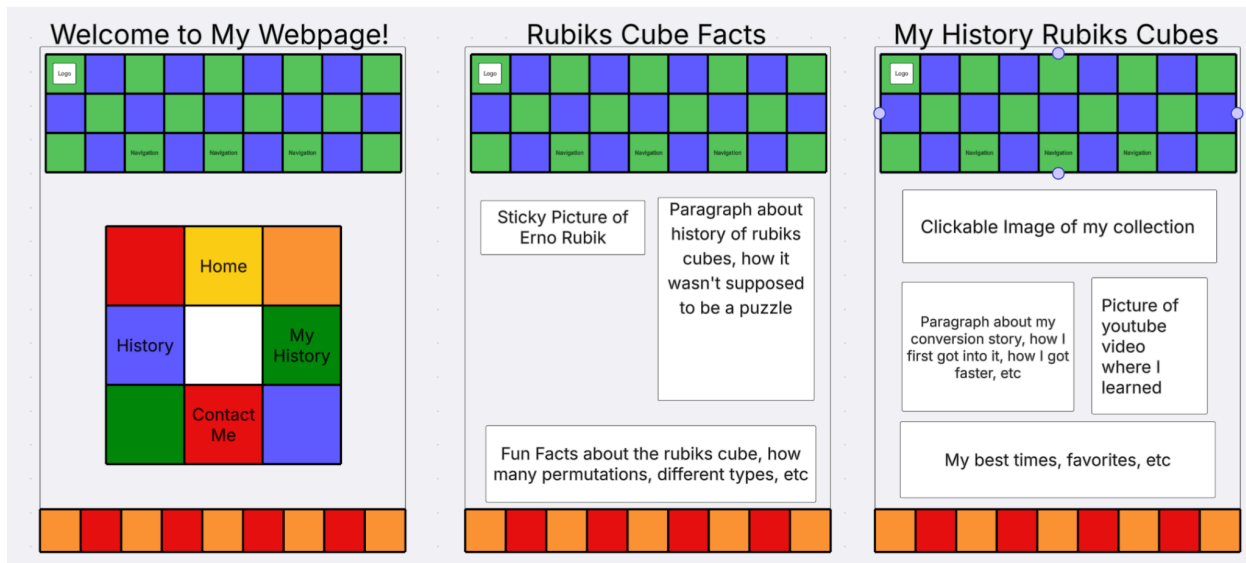 Welcome to My Webpage!
Logo
Navigation
Navigation
Navigation
Home
History
My
History
Contact
Me
Rubiks Cube Facts
Logo
Navigation
Navigation
Navigation
Sticky Picture of
Erno Rubik
Paragraph about
history of rubiks
cubes, how it
wasn't supposed
to be a puzzle
Fun Facts about the rubiks cube, how
many permutations, different types, etc
My History Rubiks Cubes
Logo
Navigation
Navigation
Navigation
Clickable Image of my collection
Paragraph about my
conversion story, how I
first got into it, how I got
faster, etc
Picture of
youtube
video
where I
learned
My best times, favorites, etc